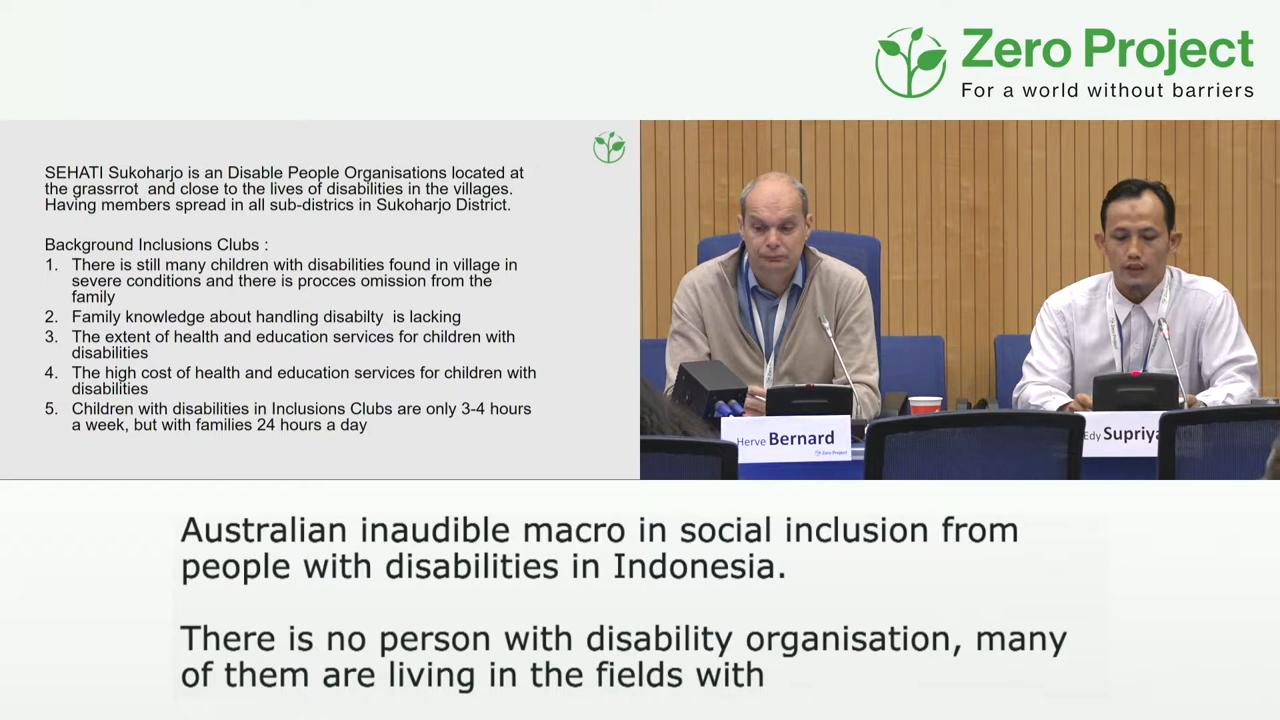 Zero Project
For a world without barriers
SEHATI Sukoharjo is an Disable People Organisations located at
the grassrrot and close to the lives of disabilities in the villages.
Having members spread in all sub-districs in Sukoharjo District.
Background Inclusions Clubs :
1. There is still many children with disabilities found in village in
severe conditions and there is procces omission from the
family
2. Family knowledge about handling disabilty is lacking
3. The extent of health and education services for children with
disabilities
4. The high cost of health and education services for children with
disabilities
5. Children with disabilities in Inclusions Clubs are only 3-4 hours
a week, but with families 24 hours a day
Herve Bernard
Zero Project
Edy
Australian inaudible macro in social inclusion from
people with disabilities in Indonesia.
There is no person with disability organisation, many
of them are living in the fields with